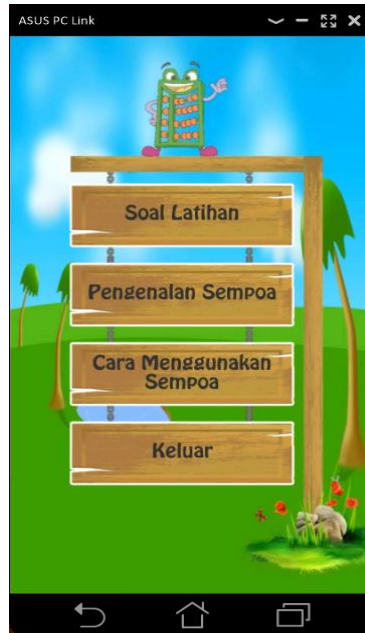 ASUS PC Link
Soal Latihan
Pengenalan Sempoa
Cara Menggunakan
Sempoa
Keluar